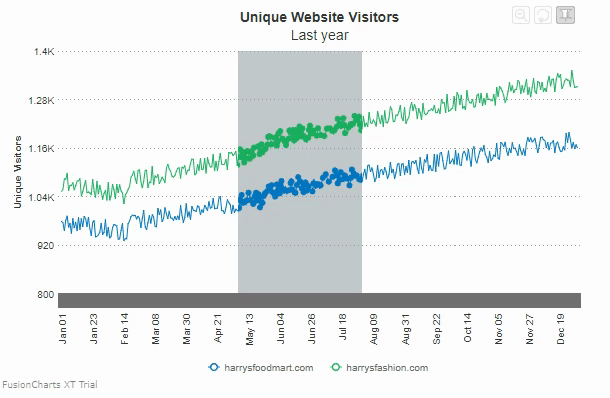 Unique Website Visitors
Last year
Unique Visitors
1.4K
1.28K
1.16K
1.04K
920
800
Jan 01
Jan 23
Feb 14
Mar 08
Mar 30
Apr 21
May 13
Jun 04
Jun 26
Jul 18
Aug 09
Aug 31
Sep 22
Oct 14
Nov 05
Nov 27
Dec 19
harrysfoodmart.com
harrysfashion.com
FusionCharts XT Trial